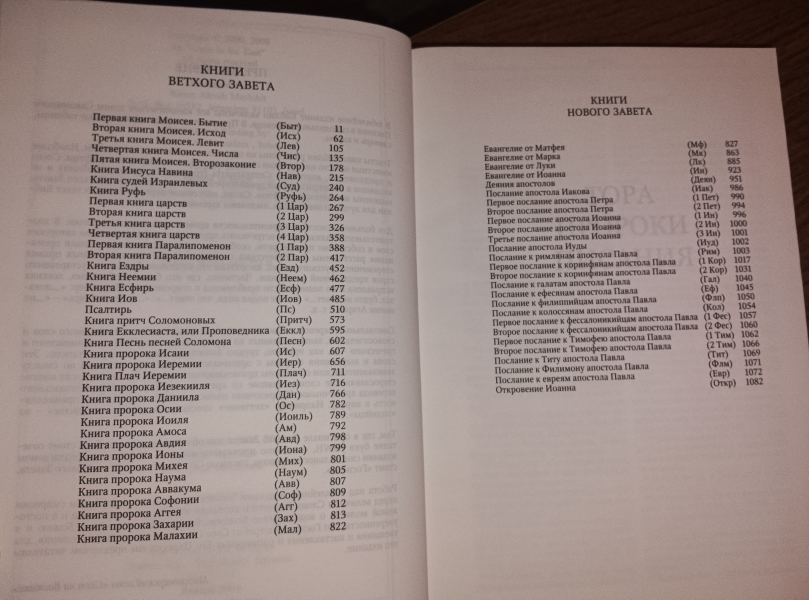 КНИГИ
ВЕТХОГО ЗАВЕТА
Первая книга Моисея. Бытие (Быт) 11
Вторая книга Моисея. Исход (Исх) 62
Третья книга Моисея. Левит (Лев) 105
Четвертая книга Моисея. Числа (Чис) 135
Пятая книга Моисея. Второзаконие (Втор) 178
Книга Иисуса Навина (Нав) 215
Книга судей Израилевых (Суд) 240
Книга Руфь (Руфь) 264
Первая книга царств (1 Цар) 267
Вторая книга царств (2 Цар) 299
Третья книга царств (3 Цар) 326
Четвертая книга царств (4 Цар) 358
Первая книга Паралипоменон (1 Пар) 388
Вторая книга Паралипоменон (2 Пар) 417
Книга Ездры (Езд) 452
Книга Неемии (Неем) 462
Книга Есфирь (Есф) 477
Книга Иов (Иов) 485
Псалтирь (Пс) 510
Книга притч Соломоновых (Притч) 573
Книга Екклесиаста, или Проповедника (Еккл) 595
Книга Песнь песней Соломона (Песн) 602
Книга пророка Исаии (Ис) 607
Книга пророка Иеремии (Иер) 656
Книга Плач Иеремии (Плач) 711
Книга пророка Иезекииля (Иез) 716
Книга пророка Даниила (Дан) 766
Книга пророка Осии (Ос) 782
Книга пророка Иоиля (Иоиль) 789
Книга пророка Амоса (Ам) 792
Книга пророка Авдия (Авд) 798
Книга пророка Ионы (Иона) 799
Книга пророка Михея (Мих) 801
Книга пророка Наума (Наум) 805
Книга пророка Аввакума (Авв) 807
Книга пророка Софонии (Соф) 809
Книга пророка Аггея (Агг) 812
Книга пророка Захарии (Зах) 813
Книга пророка Малахии (Мал) 822
КНИГИ
НОВОГО ЗАВЕТА
Евангелие от Матфея (Мф) 827
Евангелие от Марка (Мк) 863
Евангелие от Луки (Лк) 885
Евангелие от Иоанна (Ин) 923
Деяния апостолов (Деян) 951
Послание апостола Иакова (Иак) 986
Первое послание апостола Петра (1 Пет) 990
Второе послание апостола Петра (2 Пет) 994
Первое послание апостола Иоанна (1 Ин) 996
Второе послание апостола Иоанна (2 Ин) 1000
Третье послание апостола Иоанна (3 Ин) 1001
Послание апостола Иуды (Иуд) 1002
Послание к римлянам апостола Павла (Рим) 1003
Первое послание к коринфянам апостола Павла (1 Кор) 1017
Второе послание к коринфянам апостола Павла (2 Кор) 1031
Послание к галатам апостола Павла (Гал) 1040
Послание к ефесянам апостола Павла (Еф) 1045
Послание к филиппийцам апостола Павла (Флп) 1050
Послание к колоссянам апостола Павла (Кол) 1054
Первое послание к фессалоникийцам апостола Павла (1 Фес) 1057
Второе послание к фессалоникийцам апостола Павла (2 Фес) 1060
Первое послание к Тимофею апостола Павла (1 Тим) 1062
Второе послание к Тимофею апостола Павла (2 Тим) 1066
Послание к Титу апостола Павла (Тит) 1069
Послание к Филимону апостола Павла (Флм) 1071
Послание к евреям апостола Павла (Евр) 1072
Откровение Иоанна (Откр) 1082